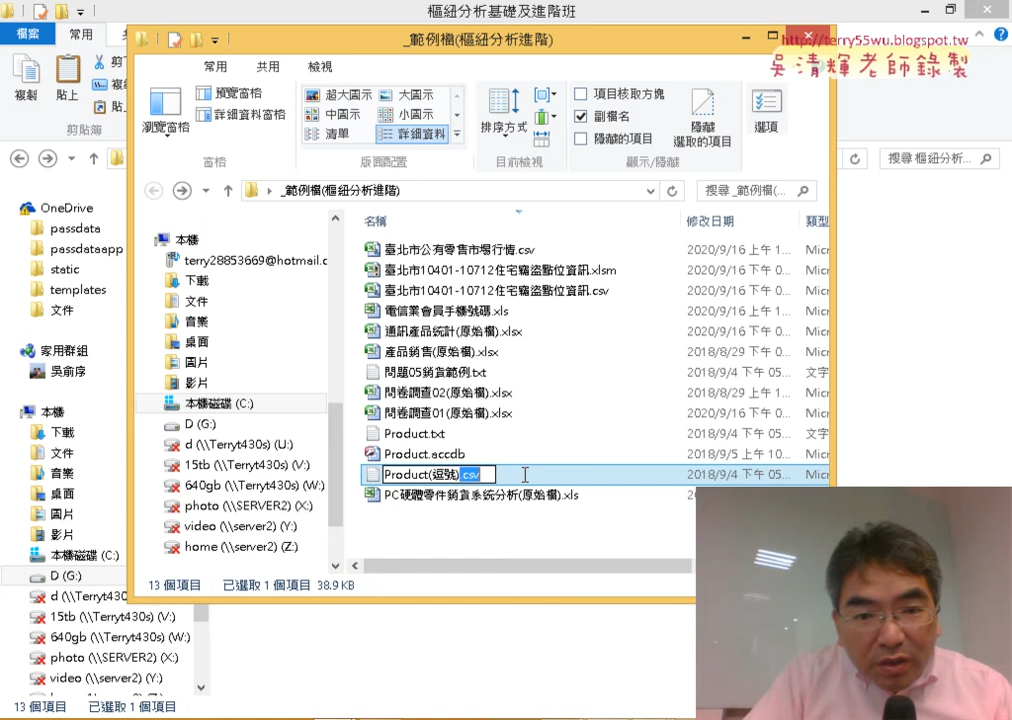 樞紐分析基礎及進階班
檔案
常用
複製
貼上
剪貼簿
搜尋 樞紐分析...
OneDrive
passdata
passdataapp
static
templates
文件
家用群組
吳俞序
本機
下載
文件
音樂
桌面
圖片
影片
本機磁碟 (C:)
D (G:)
d (\\Terryt430
15tb (\\Terryt430s) (V:)
640gb (\\Terryt430s) (W:)
photo (\\SERVER2) (X:)
video (\\server2) (Y:)
13 個項目 已選取 1 個項目
_範例檔(樞紐分析進階)
http://terry55wu.blogspot.tw
吳清輝老師錄製
常用 共用 檢視
瀏覽窗格
預覽窗格
詳細資料窗格
窗格
超大圖示 大圖示
中圖示 小圖示
清單 詳細資料
版面配置
排序方式
目前檢視
項目核取方塊
副檔名
隱藏的項目
隱藏
選取的項目
顯示/隱藏
選項
_範例檔(樞紐分析進階)
搜尋 _範例檔(...
本機
terry28853669@hotmail.c
下載
文件
音樂
桌面
圖片
影片
本機磁碟 (C:)
D (G:)
d (\\Terryt430s) (U:)
15tb (\\Terryt430s) (V:)
640gb (\\Terryt430s) (W:)
photo (\\SERVER2) (X:)
video (\\server2) (Y:)
home (\\server2) (Z:)
名稱 修改日期 類型
臺北市公有零售市場行情.csv 2020/9/16 上午 1... Micr
臺北市10401-10712住宅竊盜點位資訊.xlsm 2020/9/16 下午 0... Micr
臺北市10401-10712住宅竊盜點位資訊.csv 2020/9/16 下午 0... Micr
電信業會員手機號碼.xls 2020/9/16 上午 1... Micr
通訊產品統計(原始檔).xlsx 2020/9/16 下午 0... Micr
產品銷售(原始檔).xlsx 2018/8/29 下午 0... Micr
問題05銷貨範例.txt 2018/9/4 下午 05... 文字
問卷調查02(原始檔).xlsx 2018/8/29 下午 0... Micr
問卷調查01(原始檔).xlsx 2020/9/16 下午 0... Micr
Product.txt 2018/9/4 下午 05... 文字
Product.accdb 2018/9/5 上午 10... Micr
Product(逗號).csv 2018/9/4 下午 05... Micr
PC硬體零件銷貨系統分析(原始檔).xls
13 個項目 已選取 1 個項目 38.9 KB